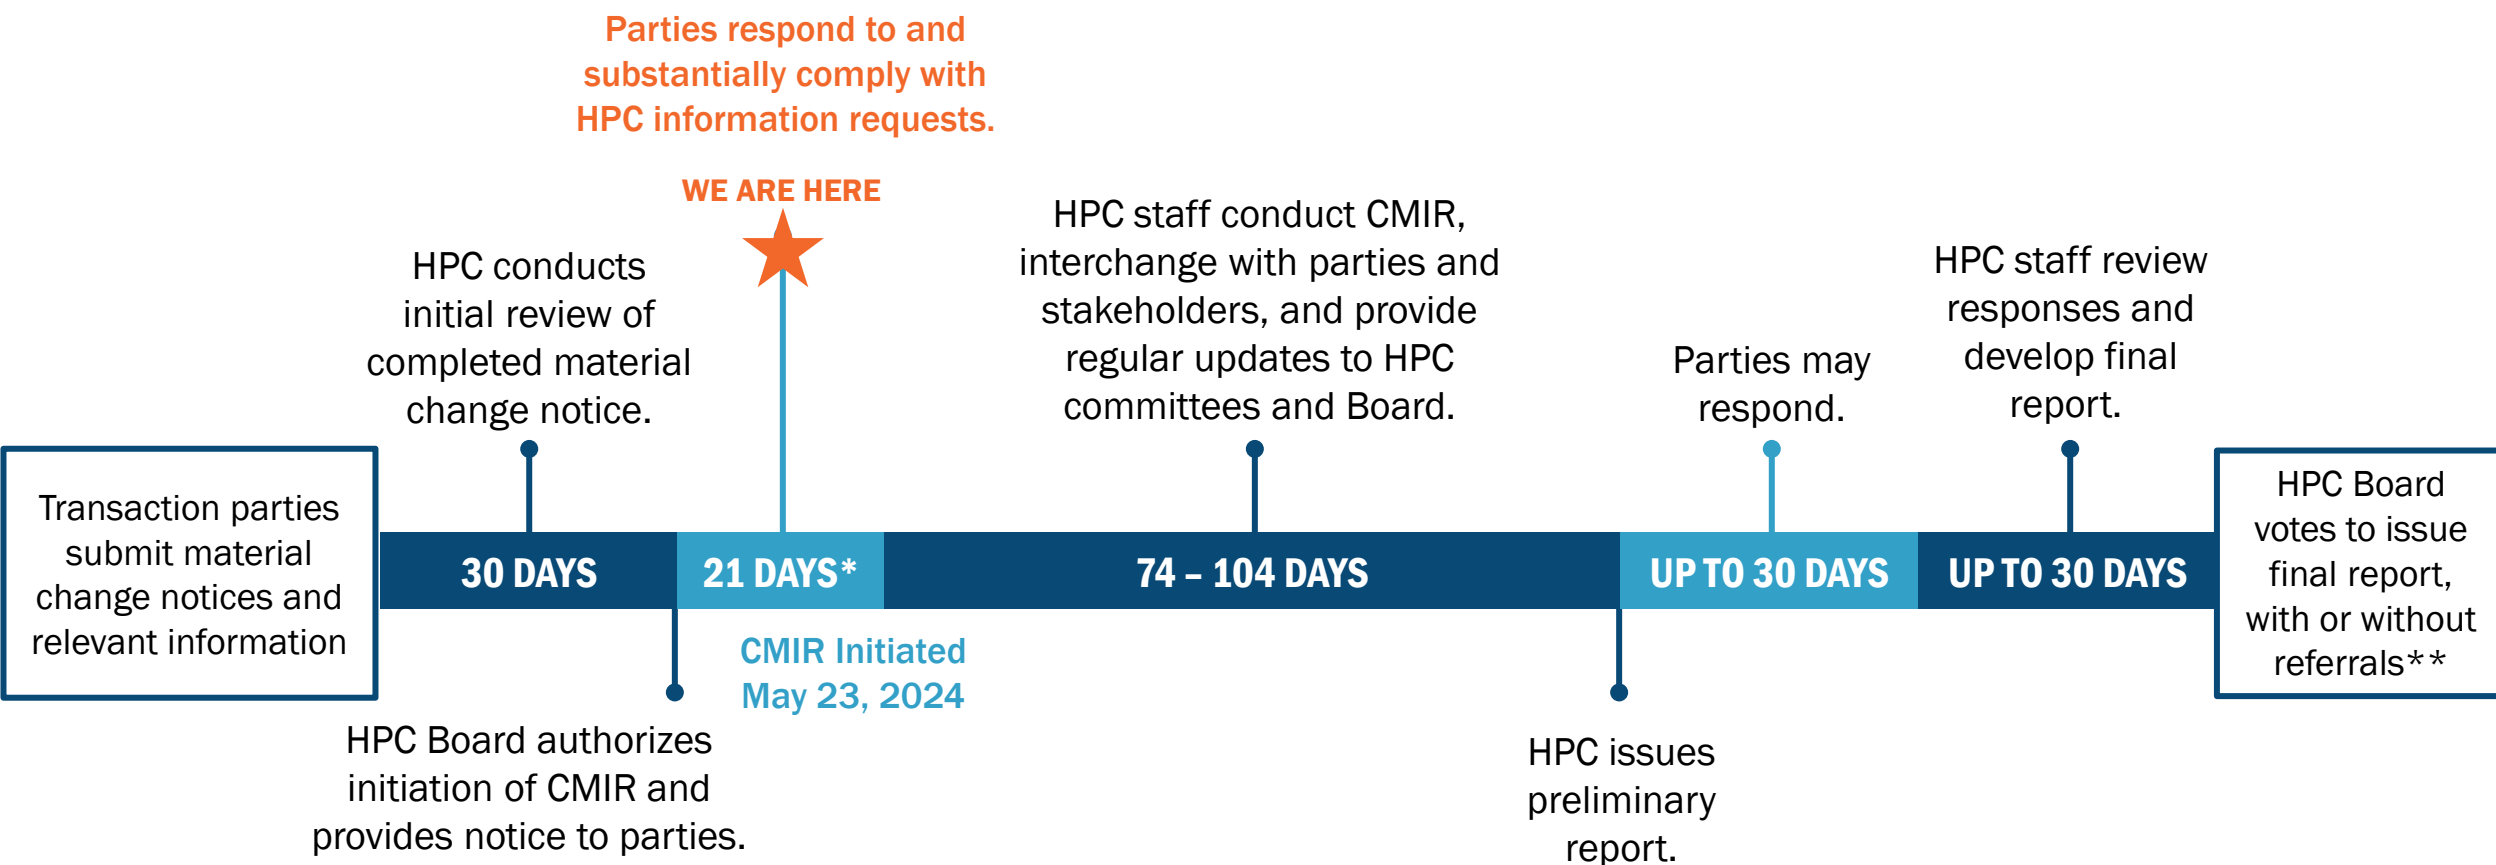 Parties respond to and
substantially comply with
HPC information requests.
WE ARE HERE
HPC conducts
initial review of
completed material
change notice.
HPC staff conduct CMIR,
interchange with parties and
stakeholders, and provide
regular updates to HPC
committees and Board.
Parties may
respond.
HPC staff review
responses and
develop final
report.
Transaction parties
submit material
change notices and
relevant information
30 DAYS
21 DAYS*
74 – 104 DAYS
UP TO 30 DAYS
UP TO 30 DAYS
HPC Board
votes to issue
final report,
with or without
referrals**
CMIR Initiated
May 23, 2024
HPC Board authorizes
initiation of CMIR and
provides notice to parties.
HPC issues
preliminary
report.